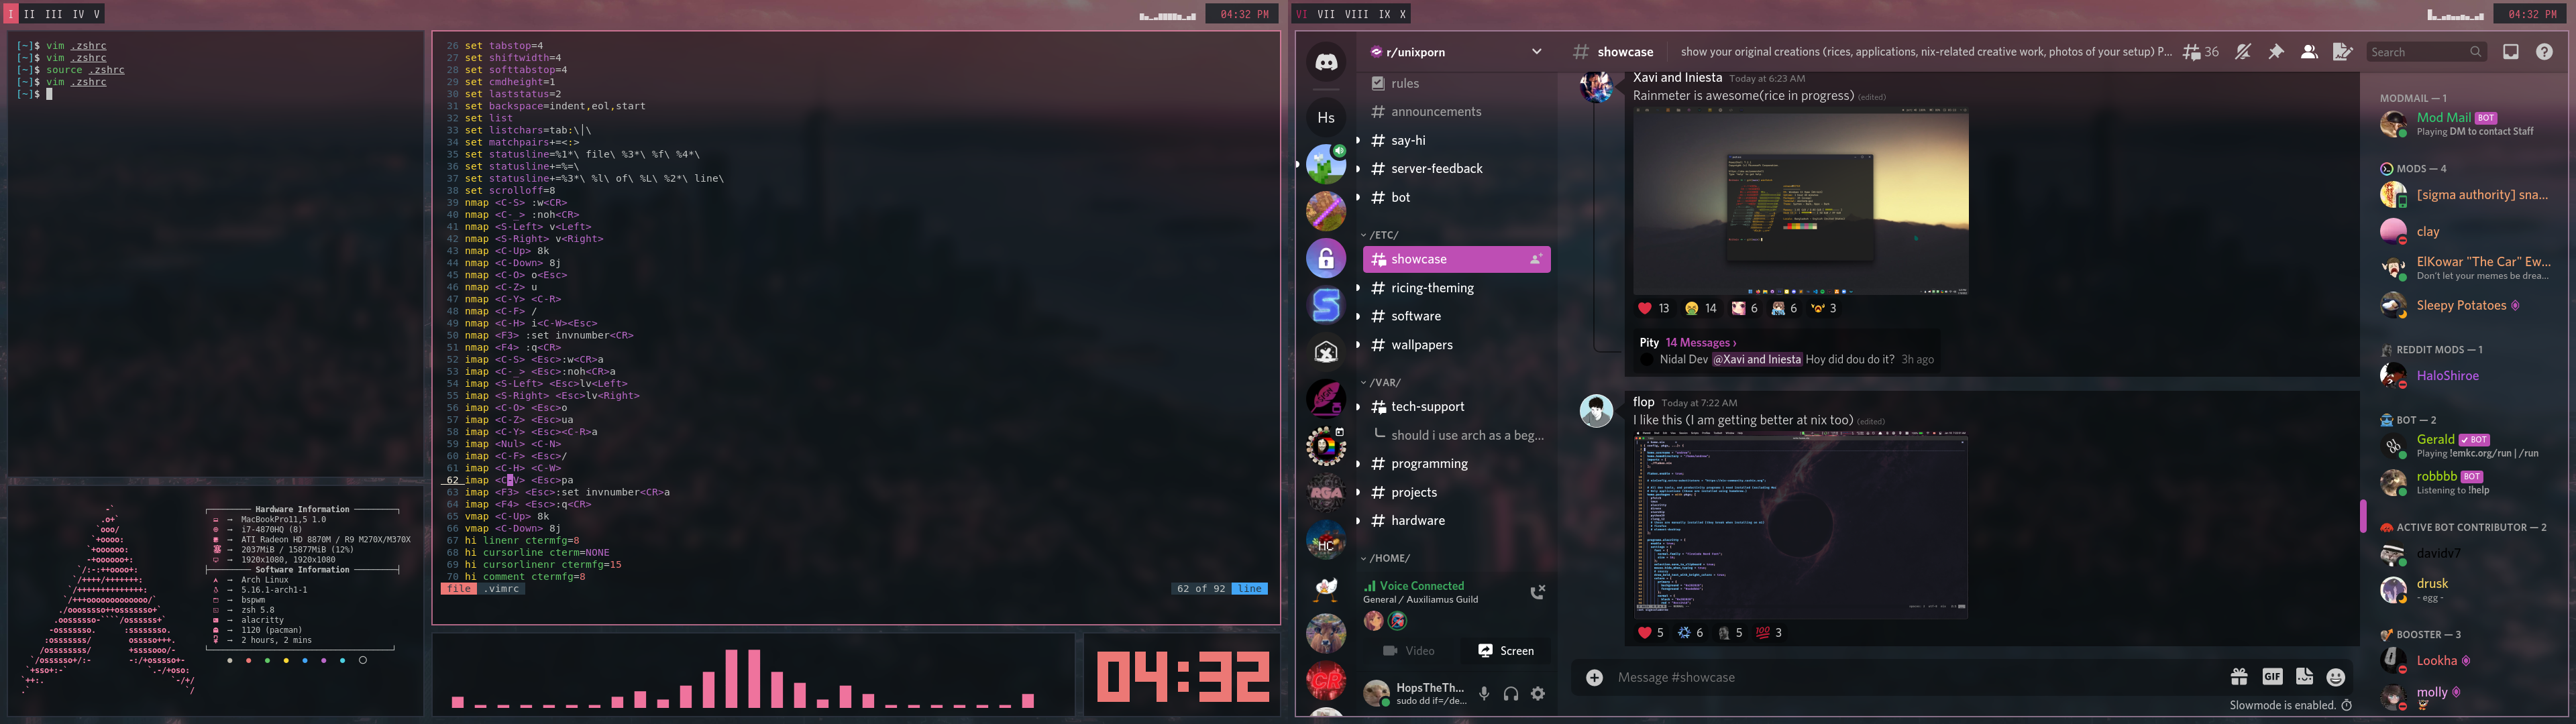 I II III IV V
04:32 PM
VI VII VIII IX X
04:32 PM
[~]$ vim .zshrc
[~]$ vim .zshrc
[~]$ source .zshrc
[~]$ vim .zshrc
[~]$
26 set tabstop=4
27 set shiftwidth=4
28 set softtabstop=4
29 set cmdheight=1
30 set laststatus=2
31 set backspace=indent,eol,start
32 set list
33 set listchars=tab:\│\
34 set matchpairs+=<:>
35 set statusline=%1*\ file\ %3*\ %f\ %4*\
36 set statusline+=%=\
37 set statusline+=%3*\ %l\ of\ %L\ %2*\ line\
38 set scrolloff=8
39 nmap <C-S> :w<CR>
40 nmap <C-_> :noh<CR>
41 nmap <S-Left> v<Left>
42 nmap <S-Right> v<Right>
43 nmap <C-Up> 8k
44 nmap <C-Down> 8j
45 nmap <C-O> o<Esc>
46 nmap <C-Z> u
47 nmap <C-Y> <C-R>
48 nmap <C-F> /
49 nmap <C-H> i<C-W><Esc>
50 nmap <F3> :set invnumber<CR>
51 nmap <F4> :q<CR>
52 imap <C-S> <Esc>:w<CR>a
53 imap <C-_> <Esc>:noh<CR>a
54 imap <S-Left> <Esc>lv<Left>
55 imap <S-Right> <Esc>lv<Right>
56 imap <C-O> <Esc>o
57 imap <C-Z> <Esc>ua
58 imap <C-Y> <Esc><C-R>a
59 imap <Nul> <C-N>
60 imap <C-F> <Esc>/
61 imap <C-H> <C-W>
62 imap <C-V> <Esc>pa
63 imap <F3> <Esc>:set invnumber<CR>a
64 imap <F4> <Esc>:q<CR>
65 vmap <C-Up> 8k
66 vmap <C-Down> 8j
67 hi linenr ctermfg=8
68 hi cursorline cterm=NONE
69 hi cursorlinenr ctermfg=15
70 hi comment ctermfg=8
file .vimrc 62 of 92 line
Hardware Information
MacBookPro11,5 1.0
i7-4870HQ (8)
ATI Radeon HD 8870M / R9 M270X/M370X
2037MiB / 15877MiB (12%)
1920x1080, 1920x1080
Software Information
Arch Linux
5.16.1-arch1-1
bspwm
zsh 5.8
alacritty
1120 (pacman)
2 hours, 2 mins
04:32
r/unixporn
rules
announcements
say-hi
server-feedback
bot
/ETC/
showcase
ricing-theming
software
wallpapers
/VAR/
tech-support
should i use arch as a beg...
programming
projects
hardware
/HOME/
Voice Connected
General / Auxiliamus Guild
Video
Screen
HopsTheTh...
sudo dd if=/de...
Hs
RGA
HC
CR
showcase
show your original creations (rices, applications, nix-related creative work, photos of your setup) P...
36
Search
Xavi and Iniesta Today at 6:23 AM
Rainmeter is awesome(rice in progress) (edited)
13 14 6 6 3
Pity 14 Messages ›
Nidal Dev @Xavi and Iniesta Hoy did dou do it? 3h ago
flop Today at 7:22 AM
I like this (I am getting better at nix too) (edited)
5 6 5 3
Message #showcase
GIF
Slowmode is enabled.
MODMAIL — 1
Mod Mail BOT
Playing DM to contact Staff
MODS — 4
[sigma authority] sna...
clay
ElKowar "The Car" Ew...
Don't let your memes be drea...
Sleepy Potatoes
REDDIT MODS — 1
HaloShiroe
BOT — 2
Gerald BOT
Playing !emkc.org/run | /run
robbbb BOT
Listening to !help
ACTIVE BOT CONTRIBUTOR — 2
davidv7
drusk
- egg -
BOOSTER — 3
Lookha
molly